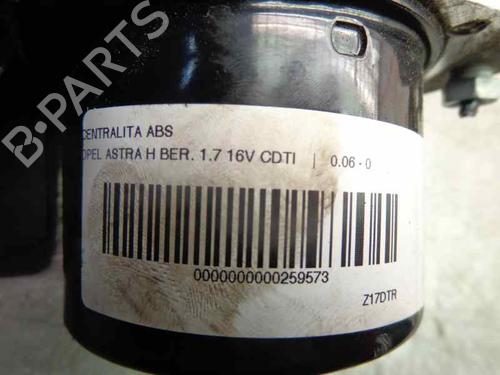 B-PARTS
CENTRALITA ABS
OPEL ASTRA H BER. 1.7 16V CDTI | 0.06 - 0
0000000000259573
Z17DTR